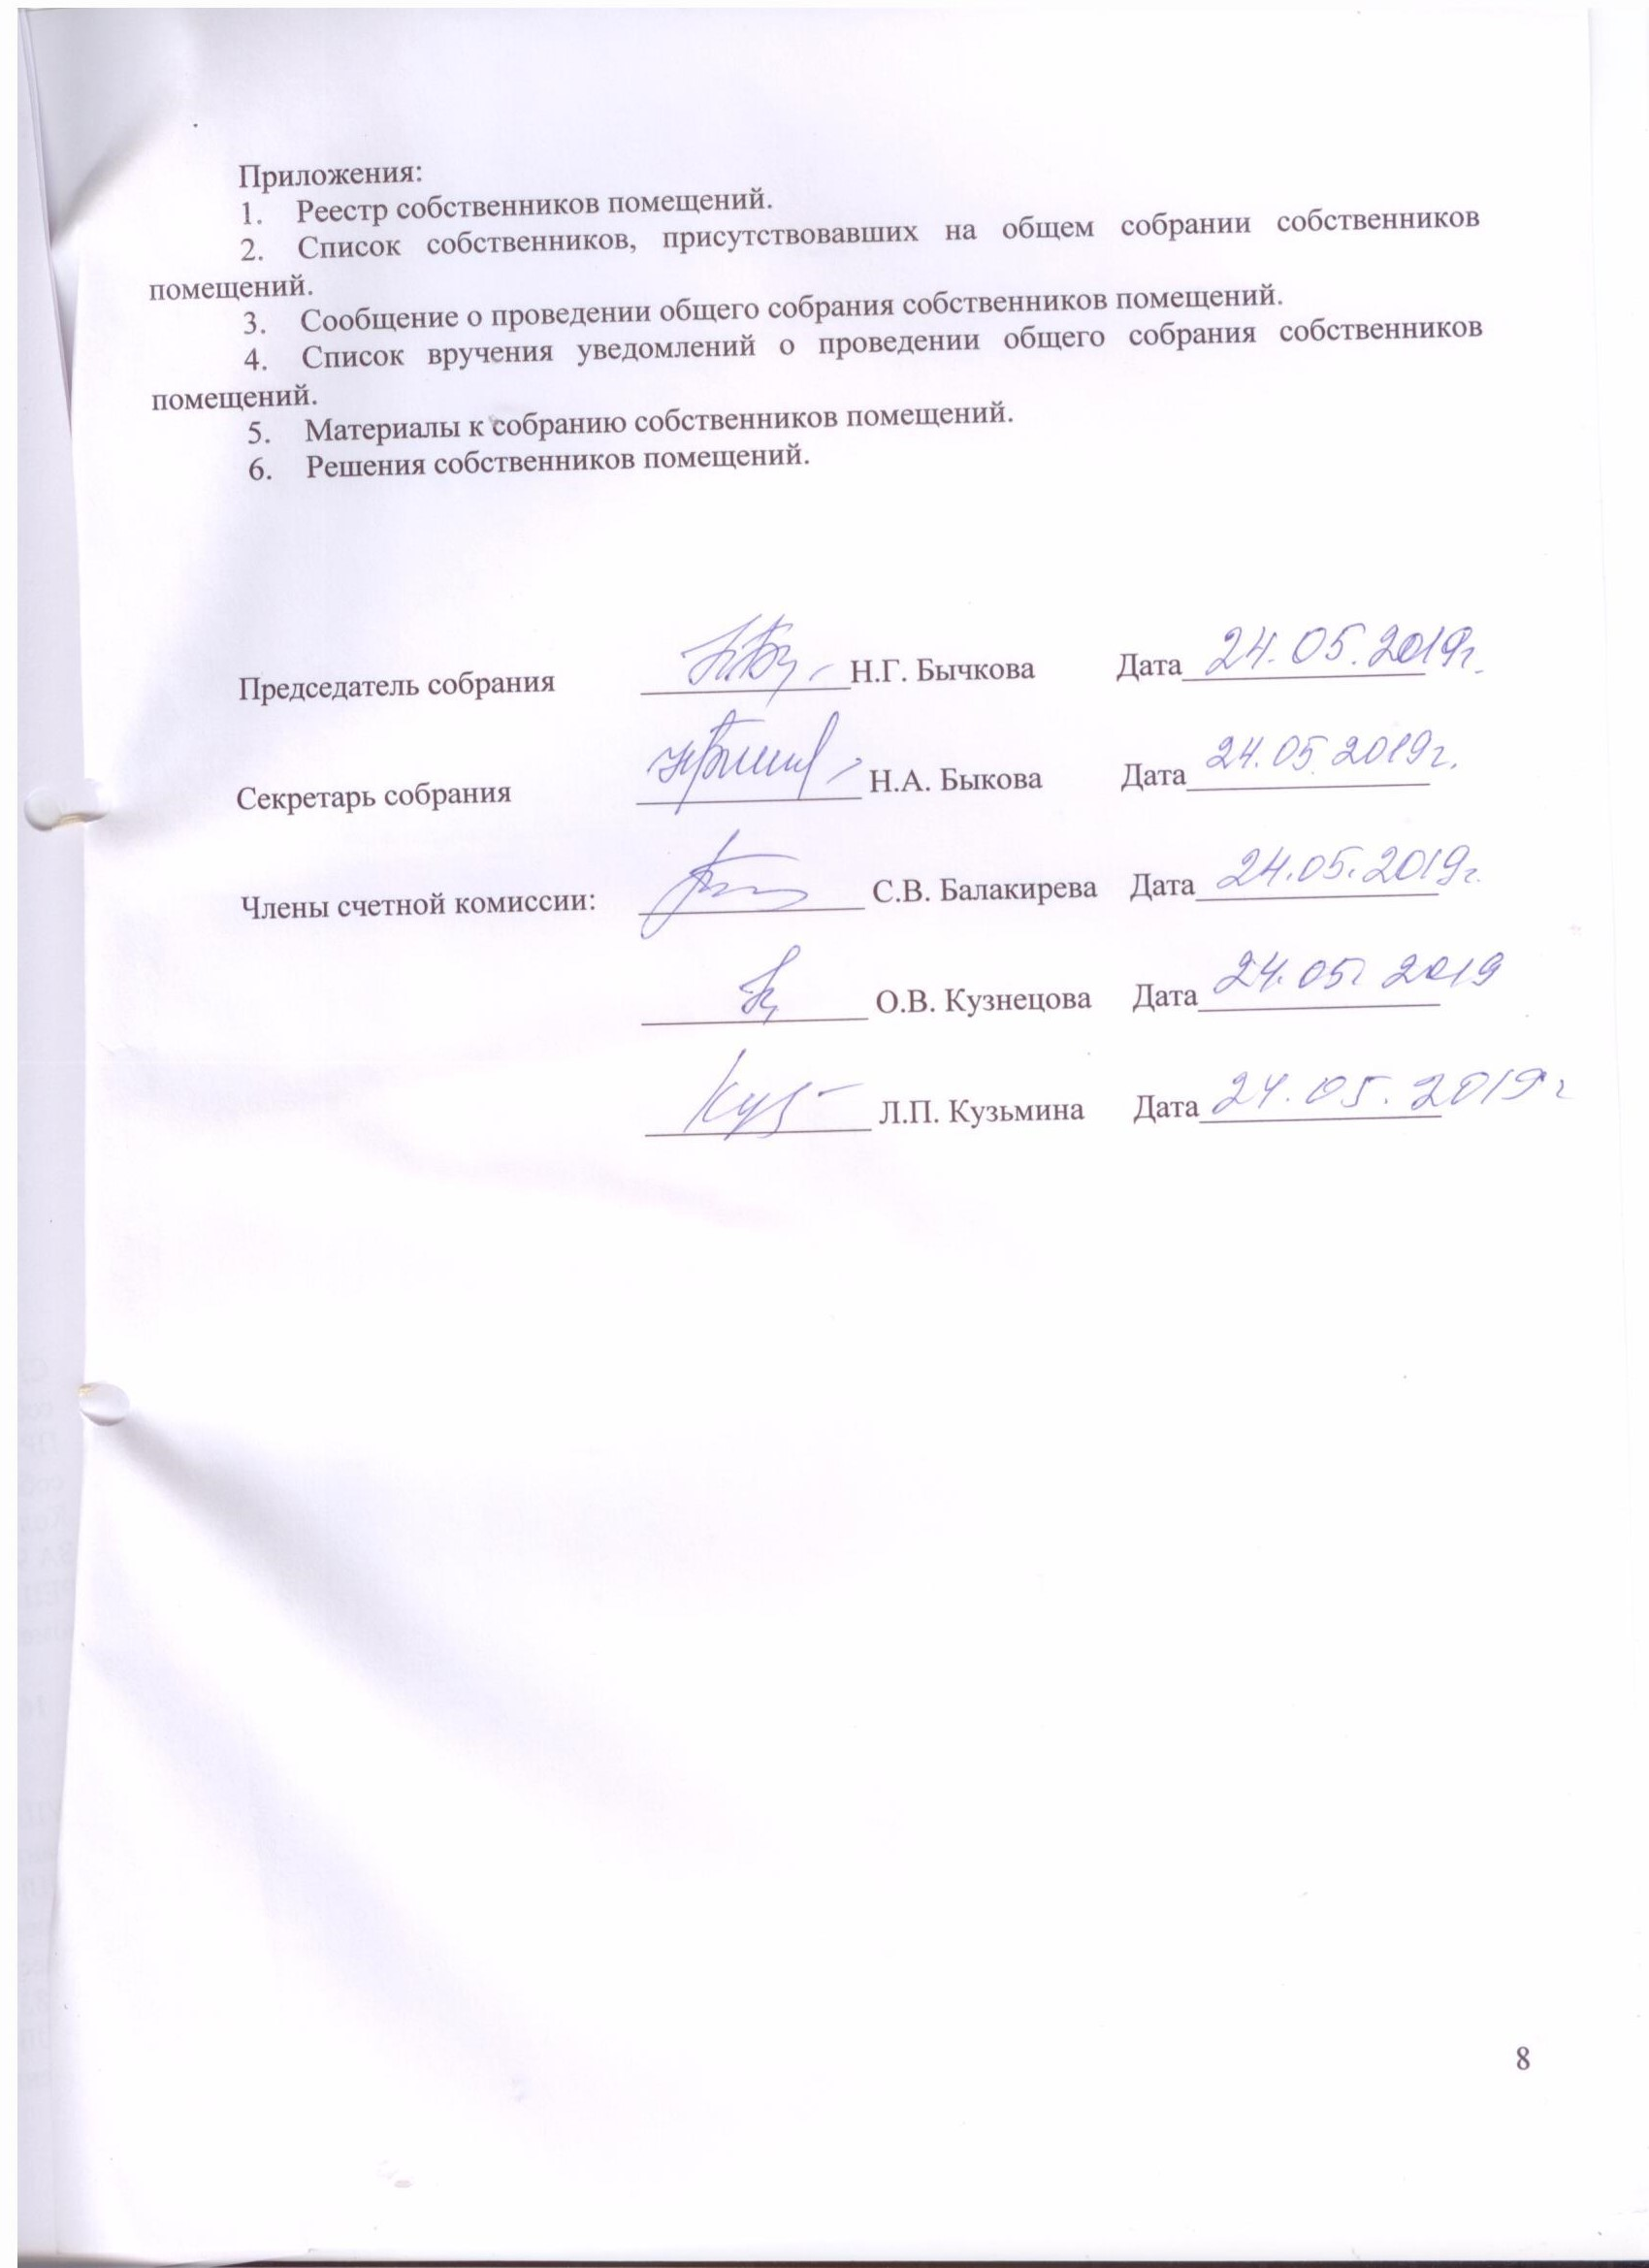 Приложения:
1. Реестр собственников помещений.
2. Список собственников, присутствовавших на общем собрании собственников
помещений.
3. Сообщение о проведении общего собрания собственников помещений.
4. Список вручения уведомлений о проведении общего собрания собственников
помещений.
5. Материалы к собранию собственников помещений.
6. Решения собственников помещений.
Председатель собрания Н.Г. Бычкова Дата 24.05.2019г.
Секретарь собрания Н.А. Быкова Дата 24.05.2019г.
Члены счетной комиссии: С.В. Балакирева Дата 24.05.2019г.
О.В. Кузнецова Дата 24.05. 2019
Куз Л.П. Кузьмина Дата 24.05.2019г
8